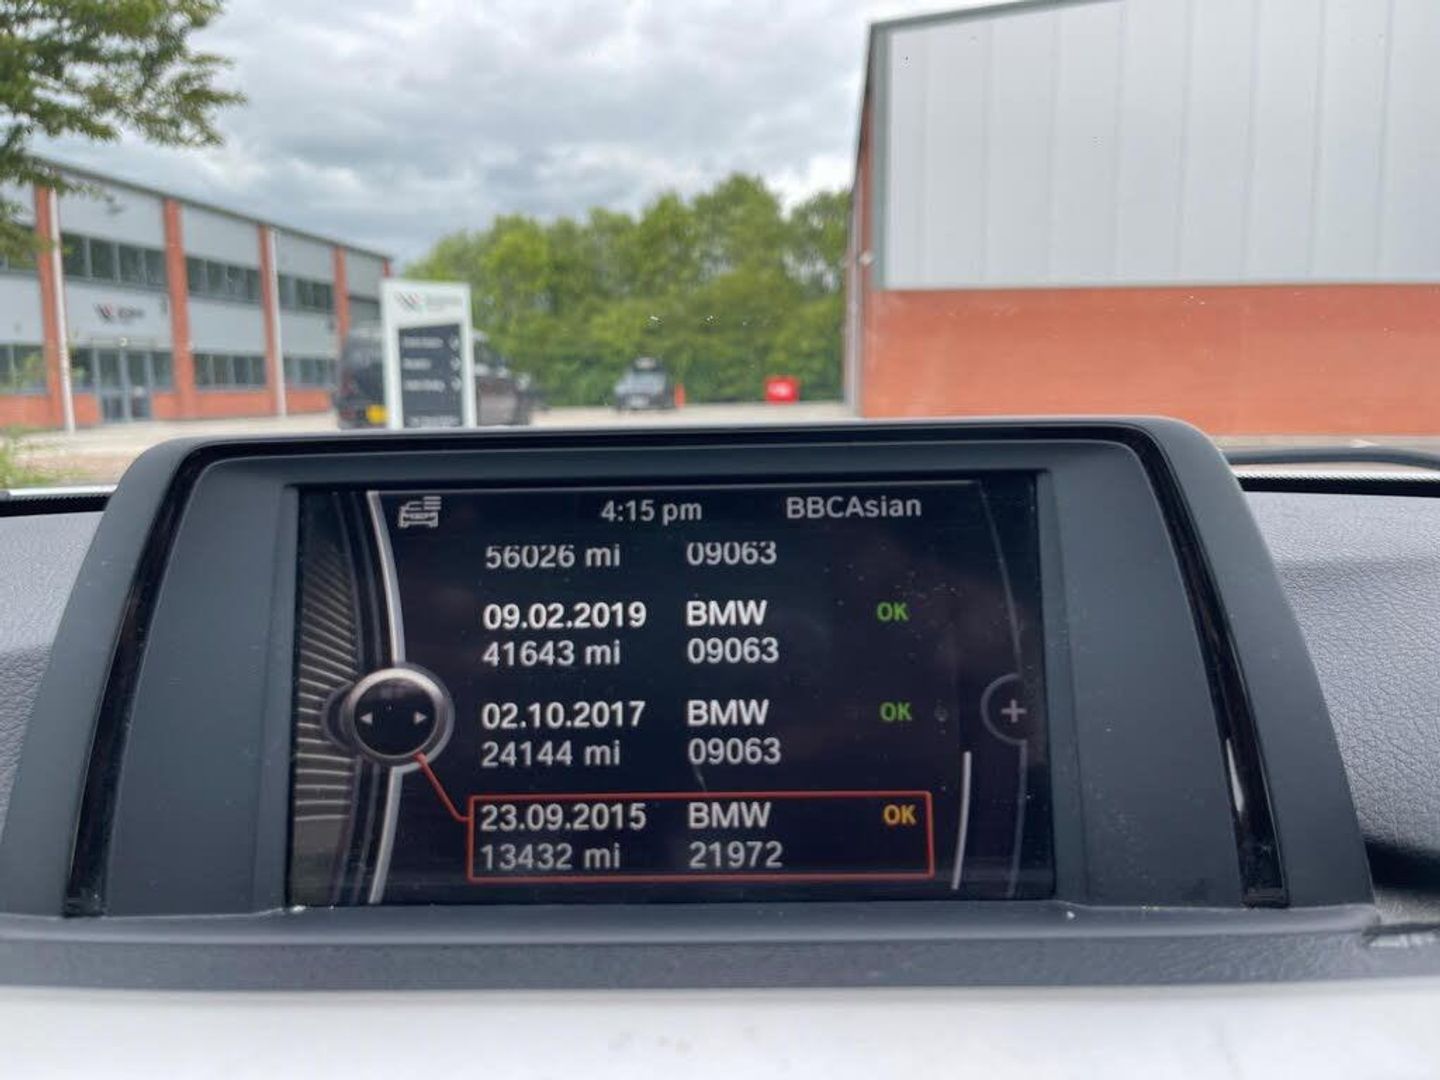 4:15 pm BBCAsian
56026 mi 09063
09.02.2019 BMW OK
41643 mi 09063
02.10.2017 BMW OK
24144 mi 09063
23.09.2015 BMW OK
13432 mi 21972